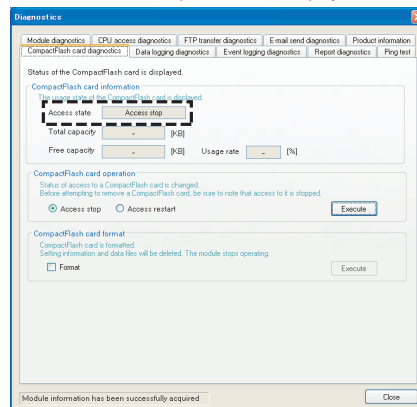 Diagnostics
Module diagnostics CPU access diagnostics FTP transfer diagnostics E-mail send diagnostics Product information
CompactFlash card diagnostics Data logging diagnostics Event logging diagnostics Report diagnostics Ping test
Status of the CompactFlash card is displayed.
CompactFlash card information
The usage state of the CompactFlash card is displayed.
Access state Access stop
Total capacity - [KB]
Free capacity - [KB] Usage rate - [%]
CompactFlash card operation
Status of access to a CompactFlash card is changed.
Before attempting to remove a CompactFlash card, be sure to note that access to it is stopped.
Access stop Access restart Execute
CompactFlash card format
CompactFlash card is formatted.
Setting information and data files will be deleted. The module stops operating.
Format Execute
Module information has been successfully acquired Close